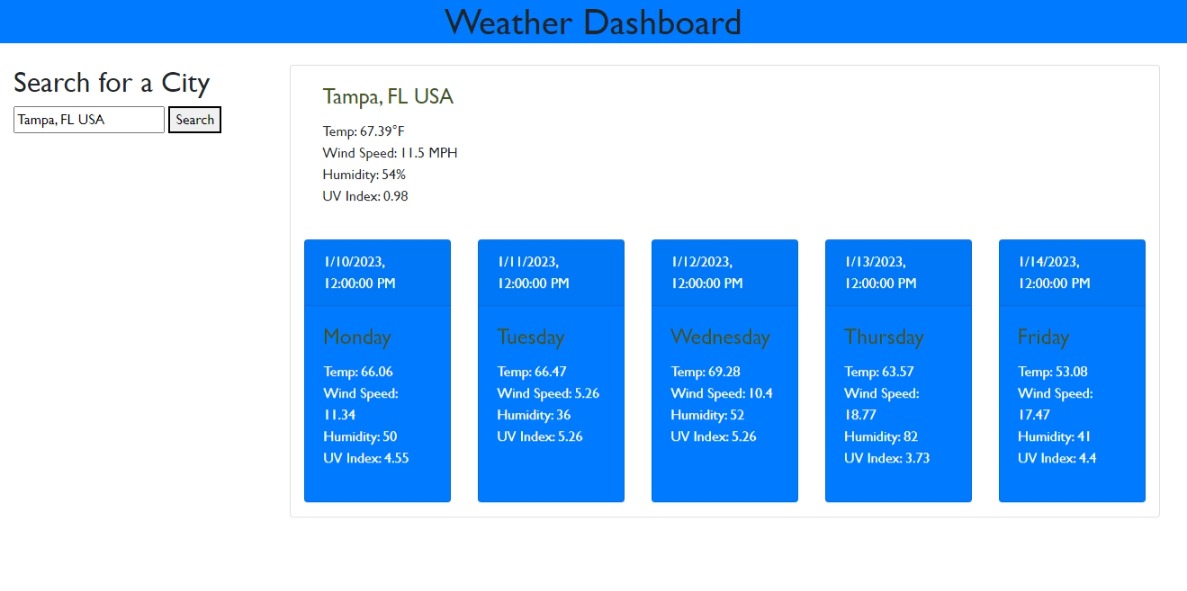 Weather Dashboard
Search for a City
Tampa, FL USA
Search
Tampa, FL USA
Temp: 67.39°F
Wind Speed: 11.5 MPH
Humidity: 54%
UV Index: 0.98
1/10/2023,
12:00:00 PM
Monday
Temp: 66.06
Wind Speed:
11.34
Humidity: 50
UV Index: 4.55
1/11/2023,
12:00:00 PM
Tuesday
Temp: 66.47
Wind Speed: 5.26
Humidity: 36
UV Index: 5.26
1/12/2023,
12:00:00 PM
Wednesday
Temp: 69.28
Wind Speed: 10.4
Humidity: 52
UV Index: 5.26
1/13/2023,
12:00:00 PM
Thursday
Temp: 63.57
Wind Speed:
18.77
Humidity: 82
UV Index: 3.73
1/14/2023,
12:00:00 PM
Friday
Temp: 53.08
Wind Speed:
17.47
Humidity: 41
UV Index: 4.4